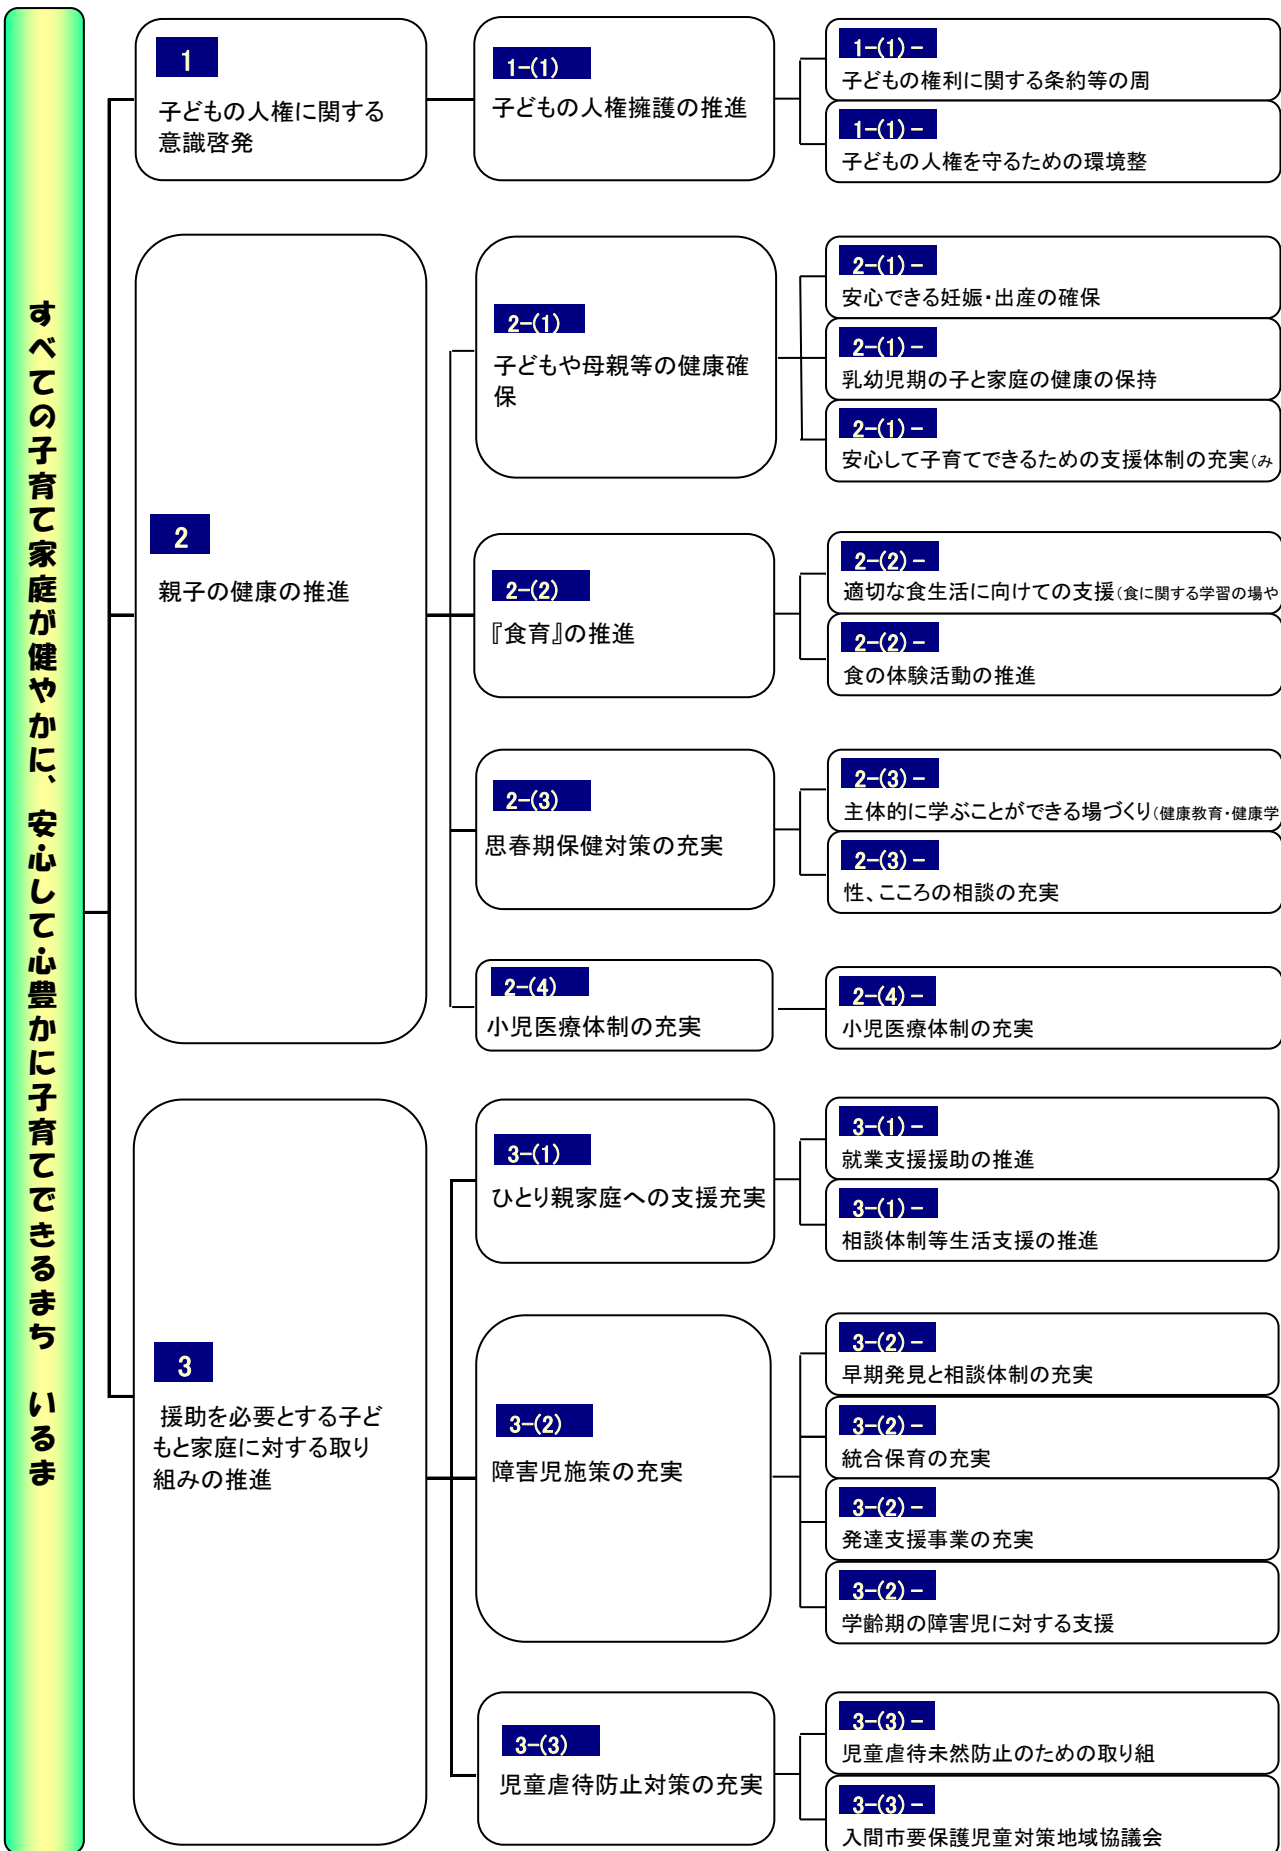 すべての子育て家庭が健やかに、安心して心豊かに子育てできるまち いるま
1
子どもの人権に関する
意識啓発
1-(1)
子どもの人権擁護の推進
1-(1)-
子どもの権利に関する条約等の周
1-(1)-
子どもの人権を守るための環境整
2
親子の健康の推進
2-(1)
子どもや母親等の健康確
保
2-(1)-
安心できる妊娠・出産の確保
2-(1)-
乳幼児期の子と家庭の健康の保持
2-(1)-
安心して子育てできるための支援体制の充実(み
2-(2)
『食育』の推進
2-(2)-
適切な食生活に向けての支援(食に関する学習の場や
2-(2)-
食の体験活動の推進
2-(3)
思春期保健対策の充実
2-(3)-
主体的に学ぶことができる場づくり(健康教育・健康学
2-(3)-
性、こころの相談の充実
2-(4)
小児医療体制の充実
2-(4)-
小児医療体制の充実
3
援助を必要とする子ど
もと家庭に対する取り
組みの推進
3-(1)
ひとり親家庭への支援充実
3-(1)-
就業支援援助の推進
3-(1)-
相談体制等生活支援の推進
3-(2)
障害児施策の充実
3-(2)-
早期発見と相談体制の充実
3-(2)-
統合保育の充実
3-(2)-
発達支援事業の充実
3-(2)-
学齢期の障害児に対する支援
3-(3)
児童虐待防止対策の充実
3-(3)-
児童虐待未然防止のための取り組
3-(3)-
入間市要保護児童対策地域協議会